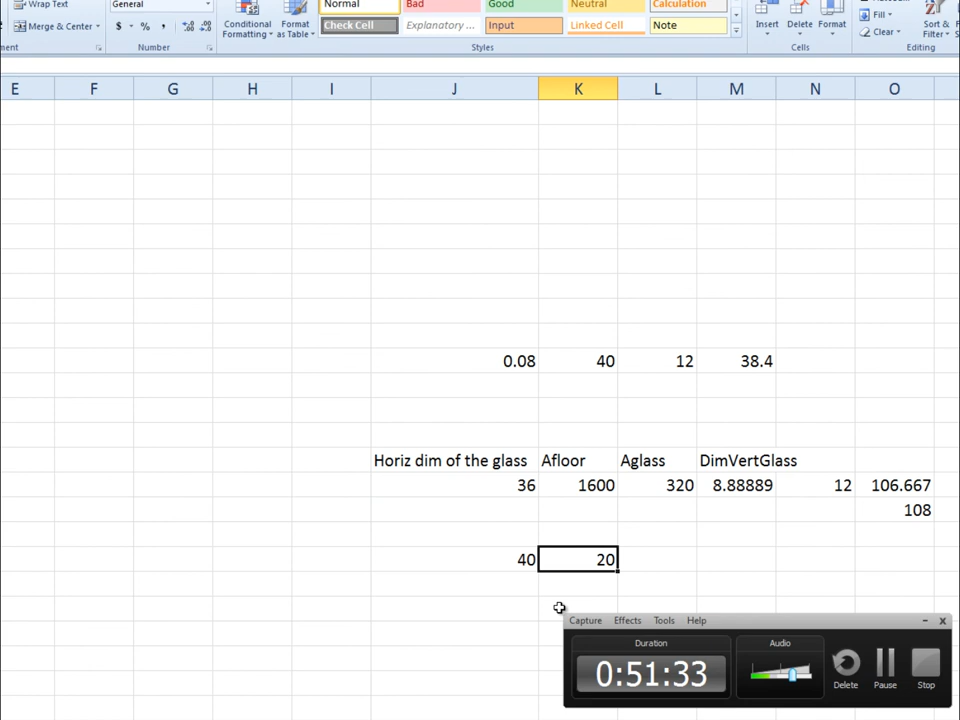 Wrap Text General Conditional Format Normal Bad Good Neutral Calculation Insert Delete Format Fill Sort &
Merge & Center $ % , Formatting as Table Check Cell Explanatory ... Input Linked Cell Note Clear Filter
Number Styles Cells Editing
E F G H I J K L M N O
0.08 40 12 38.4
Horiz dim of the glass Afloor Aglass DimVertGlass
36 1600 320 8.88889 12 106.667
108
40 20
Capture Effects Tools Help
Duration Audio
0:51:33 Delete Pause Stop